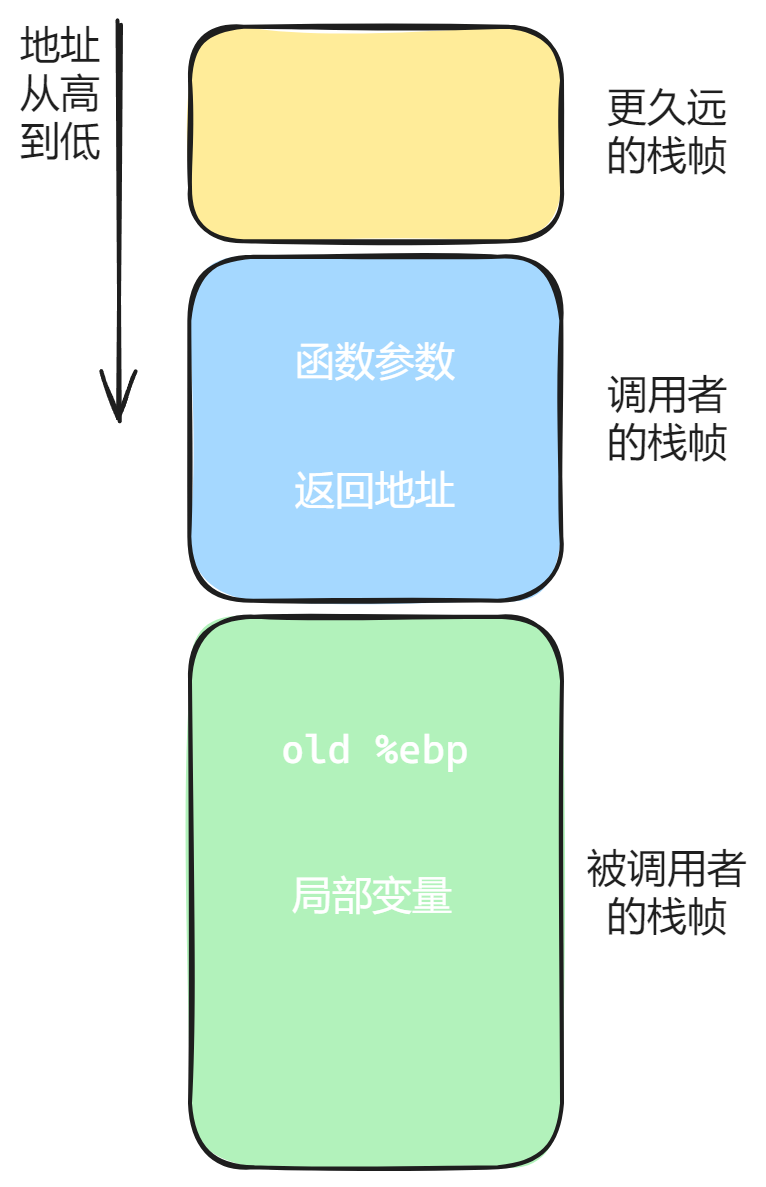 地址
从高
到低
更久远
的栈帧
函数参数
返回地址
调用者
的栈帧
old %ebp
局部变量
被调用者
的栈帧